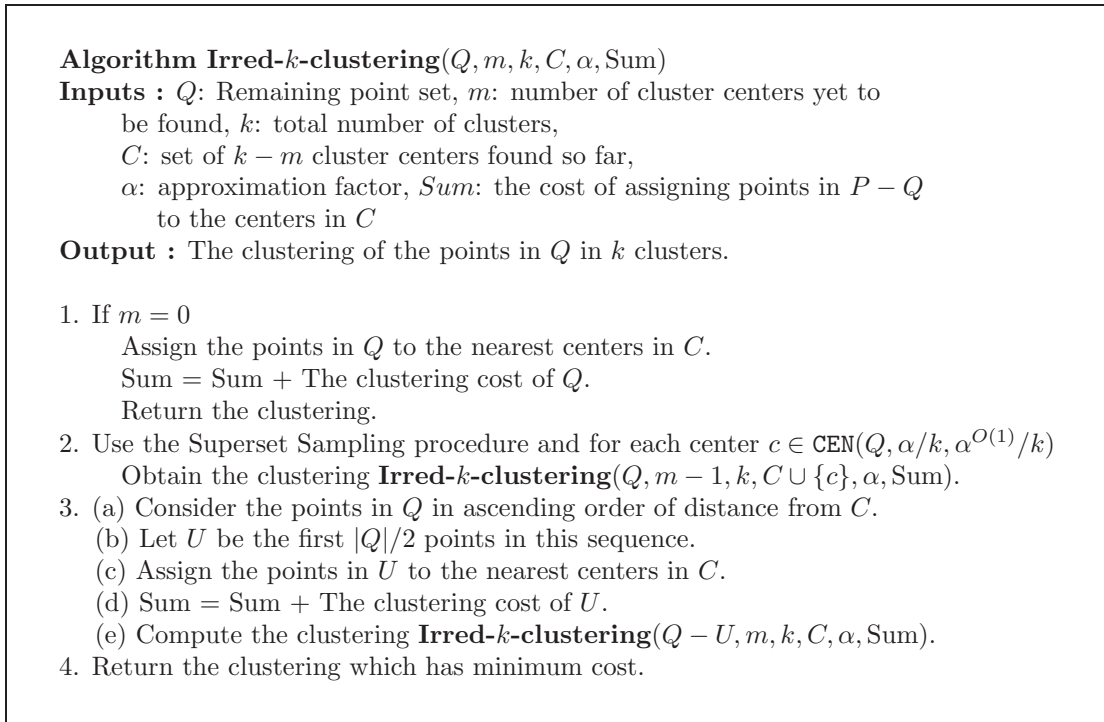 Algorithm Irred-k-clustering(Q, m, k, C, α, Sum)
Inputs : Q: Remaining point set, m: number of cluster centers yet to
be found, k: total number of clusters,
C: set of k − m cluster centers found so far,
α: approximation factor, Sum: the cost of assigning points in P − Q
to the centers in C
Output : The clustering of the points in Q in k clusters.
1. If m = 0
Assign the points in Q to the nearest centers in C.
Sum = Sum + The clustering cost of Q.
Return the clustering.
2. Use the Superset Sampling procedure and for each center c ∈ CEN(Q, α/k, α^{O(1)}/k)
Obtain the clustering Irred-k-clustering(Q, m − 1, k, C ∪ {c}, α, Sum).
3. (a) Consider the points in Q in ascending order of distance from C.
(b) Let U be the first |Q|/2 points in this sequence.
(c) Assign the points in U to the nearest centers in C.
(d) Sum = Sum + The clustering cost of U.
(e) Compute the clustering Irred-k-clustering(Q − U, m, k, C, α, Sum).
4. Return the clustering which has minimum cost.